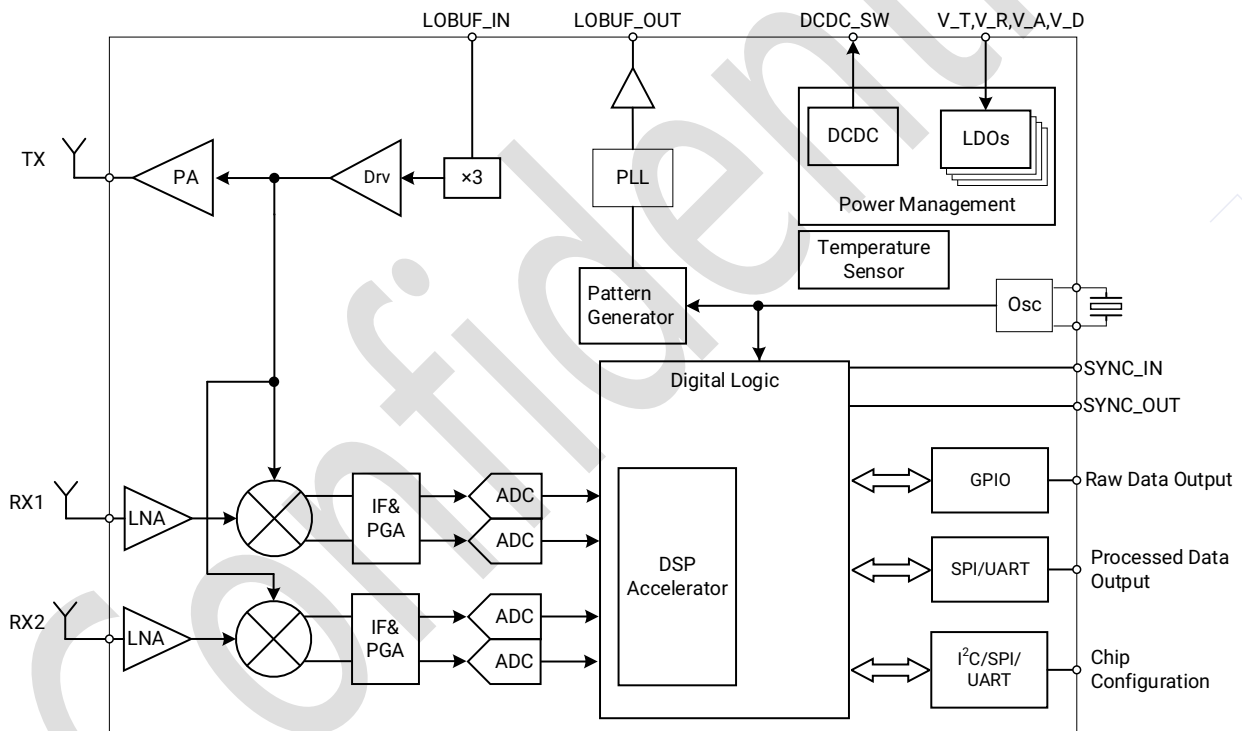 LOBUF_IN
LOBUF_OUT
DCDC_SW
V_T,V_R,V_A,V_D
DCDC
LDOs
TX
PA
Drv
×3
PLL
Power Management
Temperature
Sensor
Pattern
Generator
Osc
Digital Logic
SYNC_IN
SYNC_OUT
RX1
LNA
IF&
PGA
ADC
ADC
GPIO
Raw Data Output
DSP
Accelerator
SPI/UART
Processed Data
Output
RX2
LNA
IF&
PGA
ADC
ADC
I²C/SPI/
UART
Chip
Configuration
Confidential